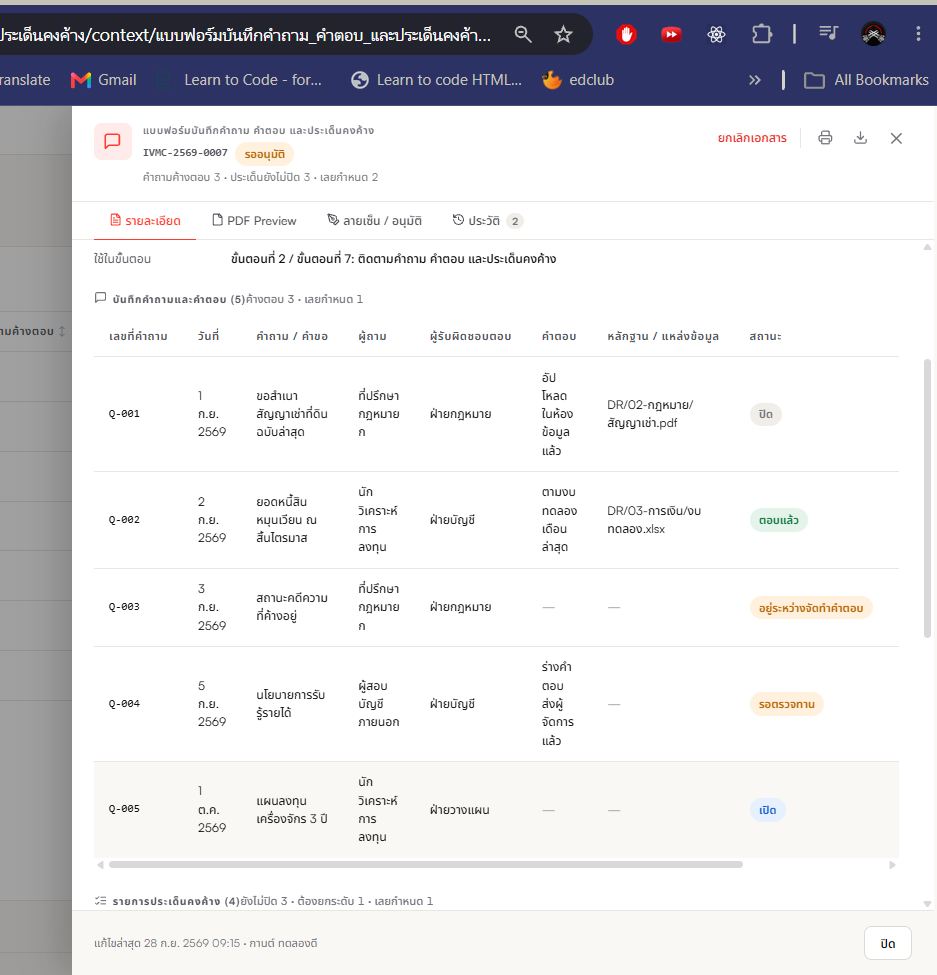 ประเด็นคงค้าง/context/แบบฟอร์มบันทึกคำถาม_คำตอบ_และประเด็นคงค้า...
ranslate Gmail Learn to Code - for... Learn to code HTML... edclub » All Bookmarks
แบบฟอร์มบันทึกคำถาม คำตอบ และประเด็นคงค้าง
IVMC-2569-0007 รออนุมัติ
คำถามค้างตอบ 3 • ประเด็นยังไม่ปิด 3 • เลยกำหนด 2
ยกเลิกเอกสาร
รายละเอียด PDF Preview ลายเซ็น / อนุมัติ ประวัติ 2
ใช้ในขั้นตอน ขั้นตอนที่ 2 / ขั้นตอนที่ 7: ติดตามคำถาม คำตอบ และประเด็นคงค้าง
บันทึกคำถามและคำตอบ (5)ค้างตอบ 3 • เลยกำหนด 1
ามค้างตอบ
เลขที่คำถาม วันที่ คำถาม / คำขอ ผู้ถาม ผู้รับผิดชอบตอบ คำตอบ หลักฐาน / แหล่งข้อมูล สถานะ
Q-001
1
ก.ย.
2569
ขอสำเนา
สัญญาเช่าที่ดิน
ฉบับล่าสุด
ที่ปรึกษา
กฎหมาย
ก
ฝ่ายกฎหมาย
อัป
โหลด
ในห้อง
ข้อมูล
แล้ว
DR/02-กฎหมาย/
สัญญาเช่า.pdf
ปิด
Q-002
2
ก.ย.
2569
ยอดหนี้สิน
หมุนเวียน ณ
สิ้นไตรมาส
นัก
วิเคราะห์
การ
ลงทุน
ฝ่ายบัญชี
ตามงบ
ทดลอง
เดือน
ล่าสุด
DR/03-การเงิน/งบ
ทดลอง.xlsx
ตอบแล้ว
Q-003
3
ก.ย.
2569
สถานะคดีความ
ที่ค้างอยู่
ที่ปรึกษา
กฎหมาย
ก
ฝ่ายกฎหมาย
—
—
อยู่ระหว่างจัดทำคำตอบ
Q-004
5
ก.ย.
2569
นโยบายการรับ
รู้รายได้
ผู้สอบ
บัญชี
ภายนอก
ฝ่ายบัญชี
ร่างคำ
ตอบ
ส่งผู้
จัดการ
แล้ว
—
รอตรวจทาน
Q-005
1
ต.ค.
2569
แผนลงทุน
เครื่องจักร 3 ปี
นัก
วิเคราะห์
การ
ลงทุน
ฝ่ายวางแผน
—
—
เปิด
รายการประเด็นคงค้าง (4)ยังไม่ปิด 3 • ต้องยกระดับ 1 • เลยกำหนด 1
แก้ไขล่าสุด 28 ก.ย. 2569 09:15 • กานต์ ทดลองดี
ปิด